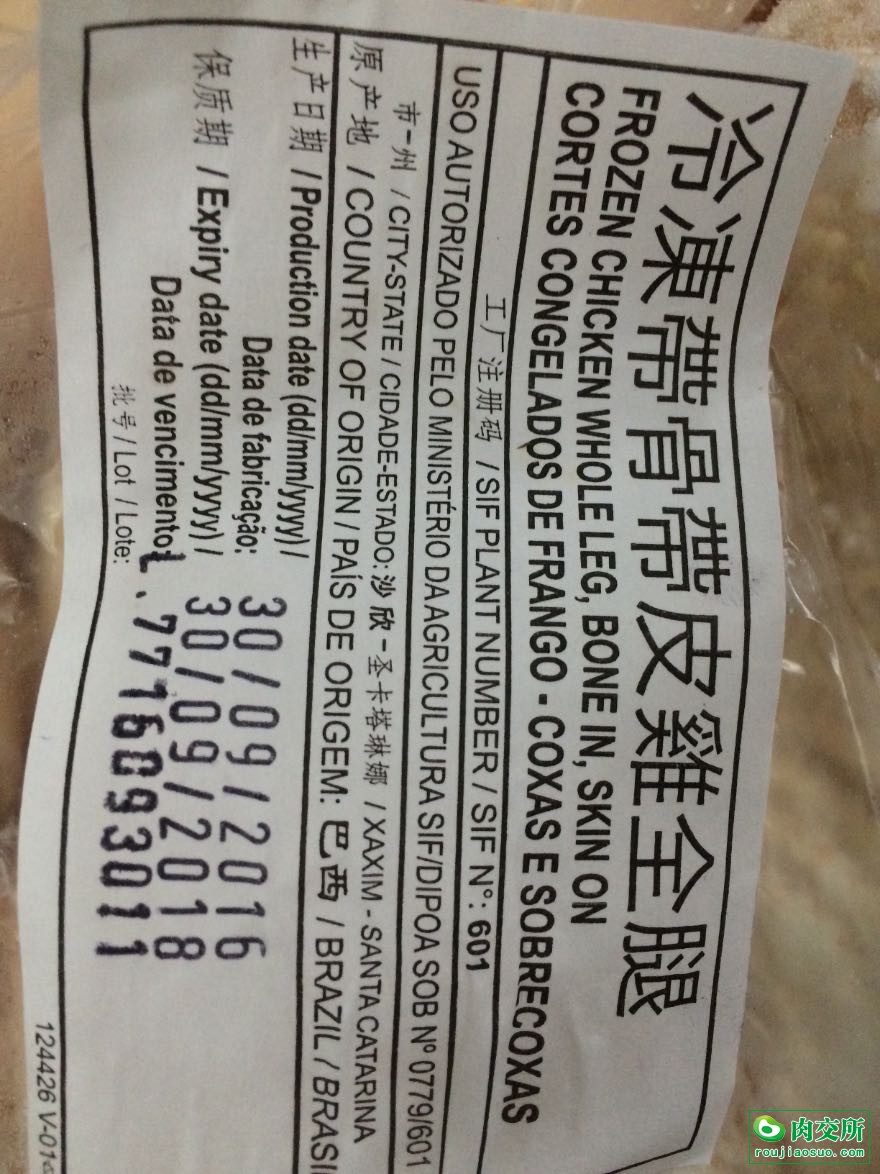 冷凍帶骨帶皮雞全腿
FROZEN CHICKEN WHOLE LEG, BONE IN, SKIN ON
CORTES CONGELADOS DE FRANGO - COXAS E SOBRECOXAS
工厂注册码 / SIF PLANT NUMBER / SIF Nº: 601
USO AUTORIZADO PELO MINISTÉRIO DA AGRICULTURA SIF/DIPOA SOB Nº 0779/601
市-州 / CITY-STATE / CIDADE-ESTADO: 沙欣-圣卡塔琳娜 / XAXIM - SANTA CATARINA
原产地 / COUNTRY OF ORIGIN / PAÍS DE ORIGEM: 巴西 / BRAZIL / BRASI
生产日期 / Production date (dd/mm/yyyy) /
Data de fabricação: 30/09/2016
保质期 / Expiry date (dd/mm/yyyy) /
Data de vencimento: 30/09/2018
批号 / Lot / Lote: L.7716093011
124426 V-01
肉交所
roujiaosuo.com